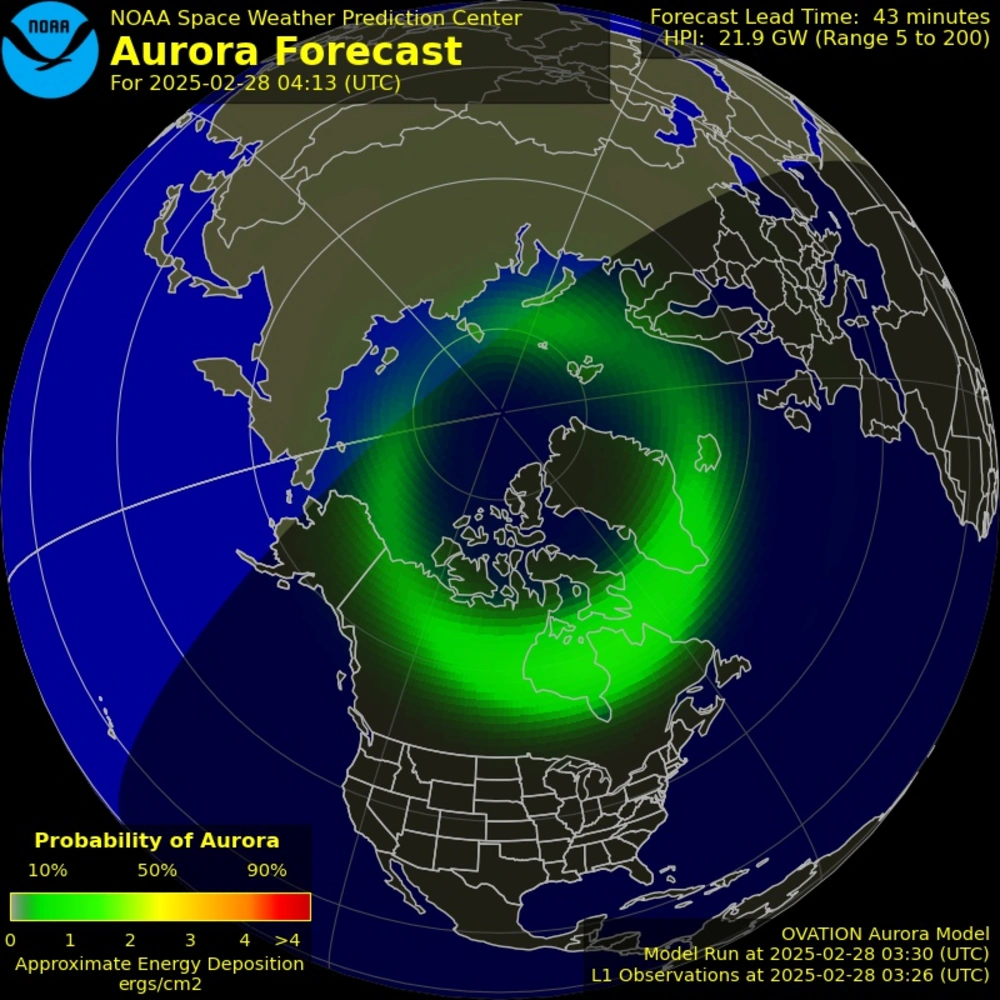 NOAA
NOAA Space Weather Prediction Center
Aurora Forecast
For 2025-02-28 04:13 (UTC)
Forecast Lead Time: 43 minutes
HPI: 21.9 GW (Range 5 to 200)
Probability of Aurora
10% 50% 90%
0 1 2 3 4 >4
Approximate Energy Deposition
ergs/cm2
OVATION Aurora Model
Model Run at 2025-02-28 03:30 (UTC)
L1 Observations at 2025-02-28 03:26 (UTC)